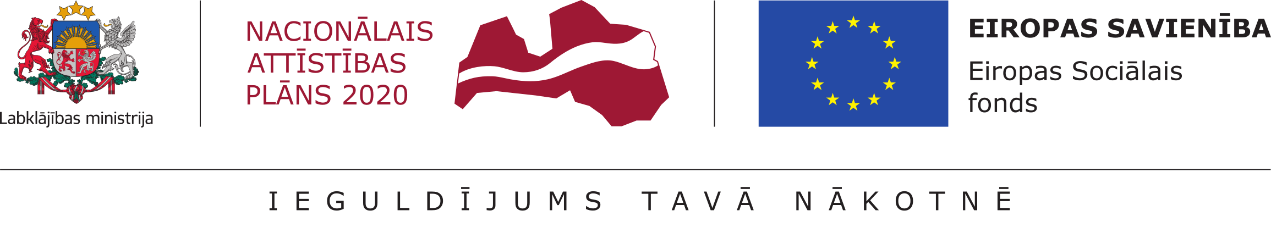 Labklājības ministrija
NACIONĀLAIS
ATTĪSTĪBAS
PLĀNS 2020
EIROPAS SAVIENĪBA
Eiropas Sociālais
fonds
IEGULDĪJUMS TAVĀ NĀKOTNĒ